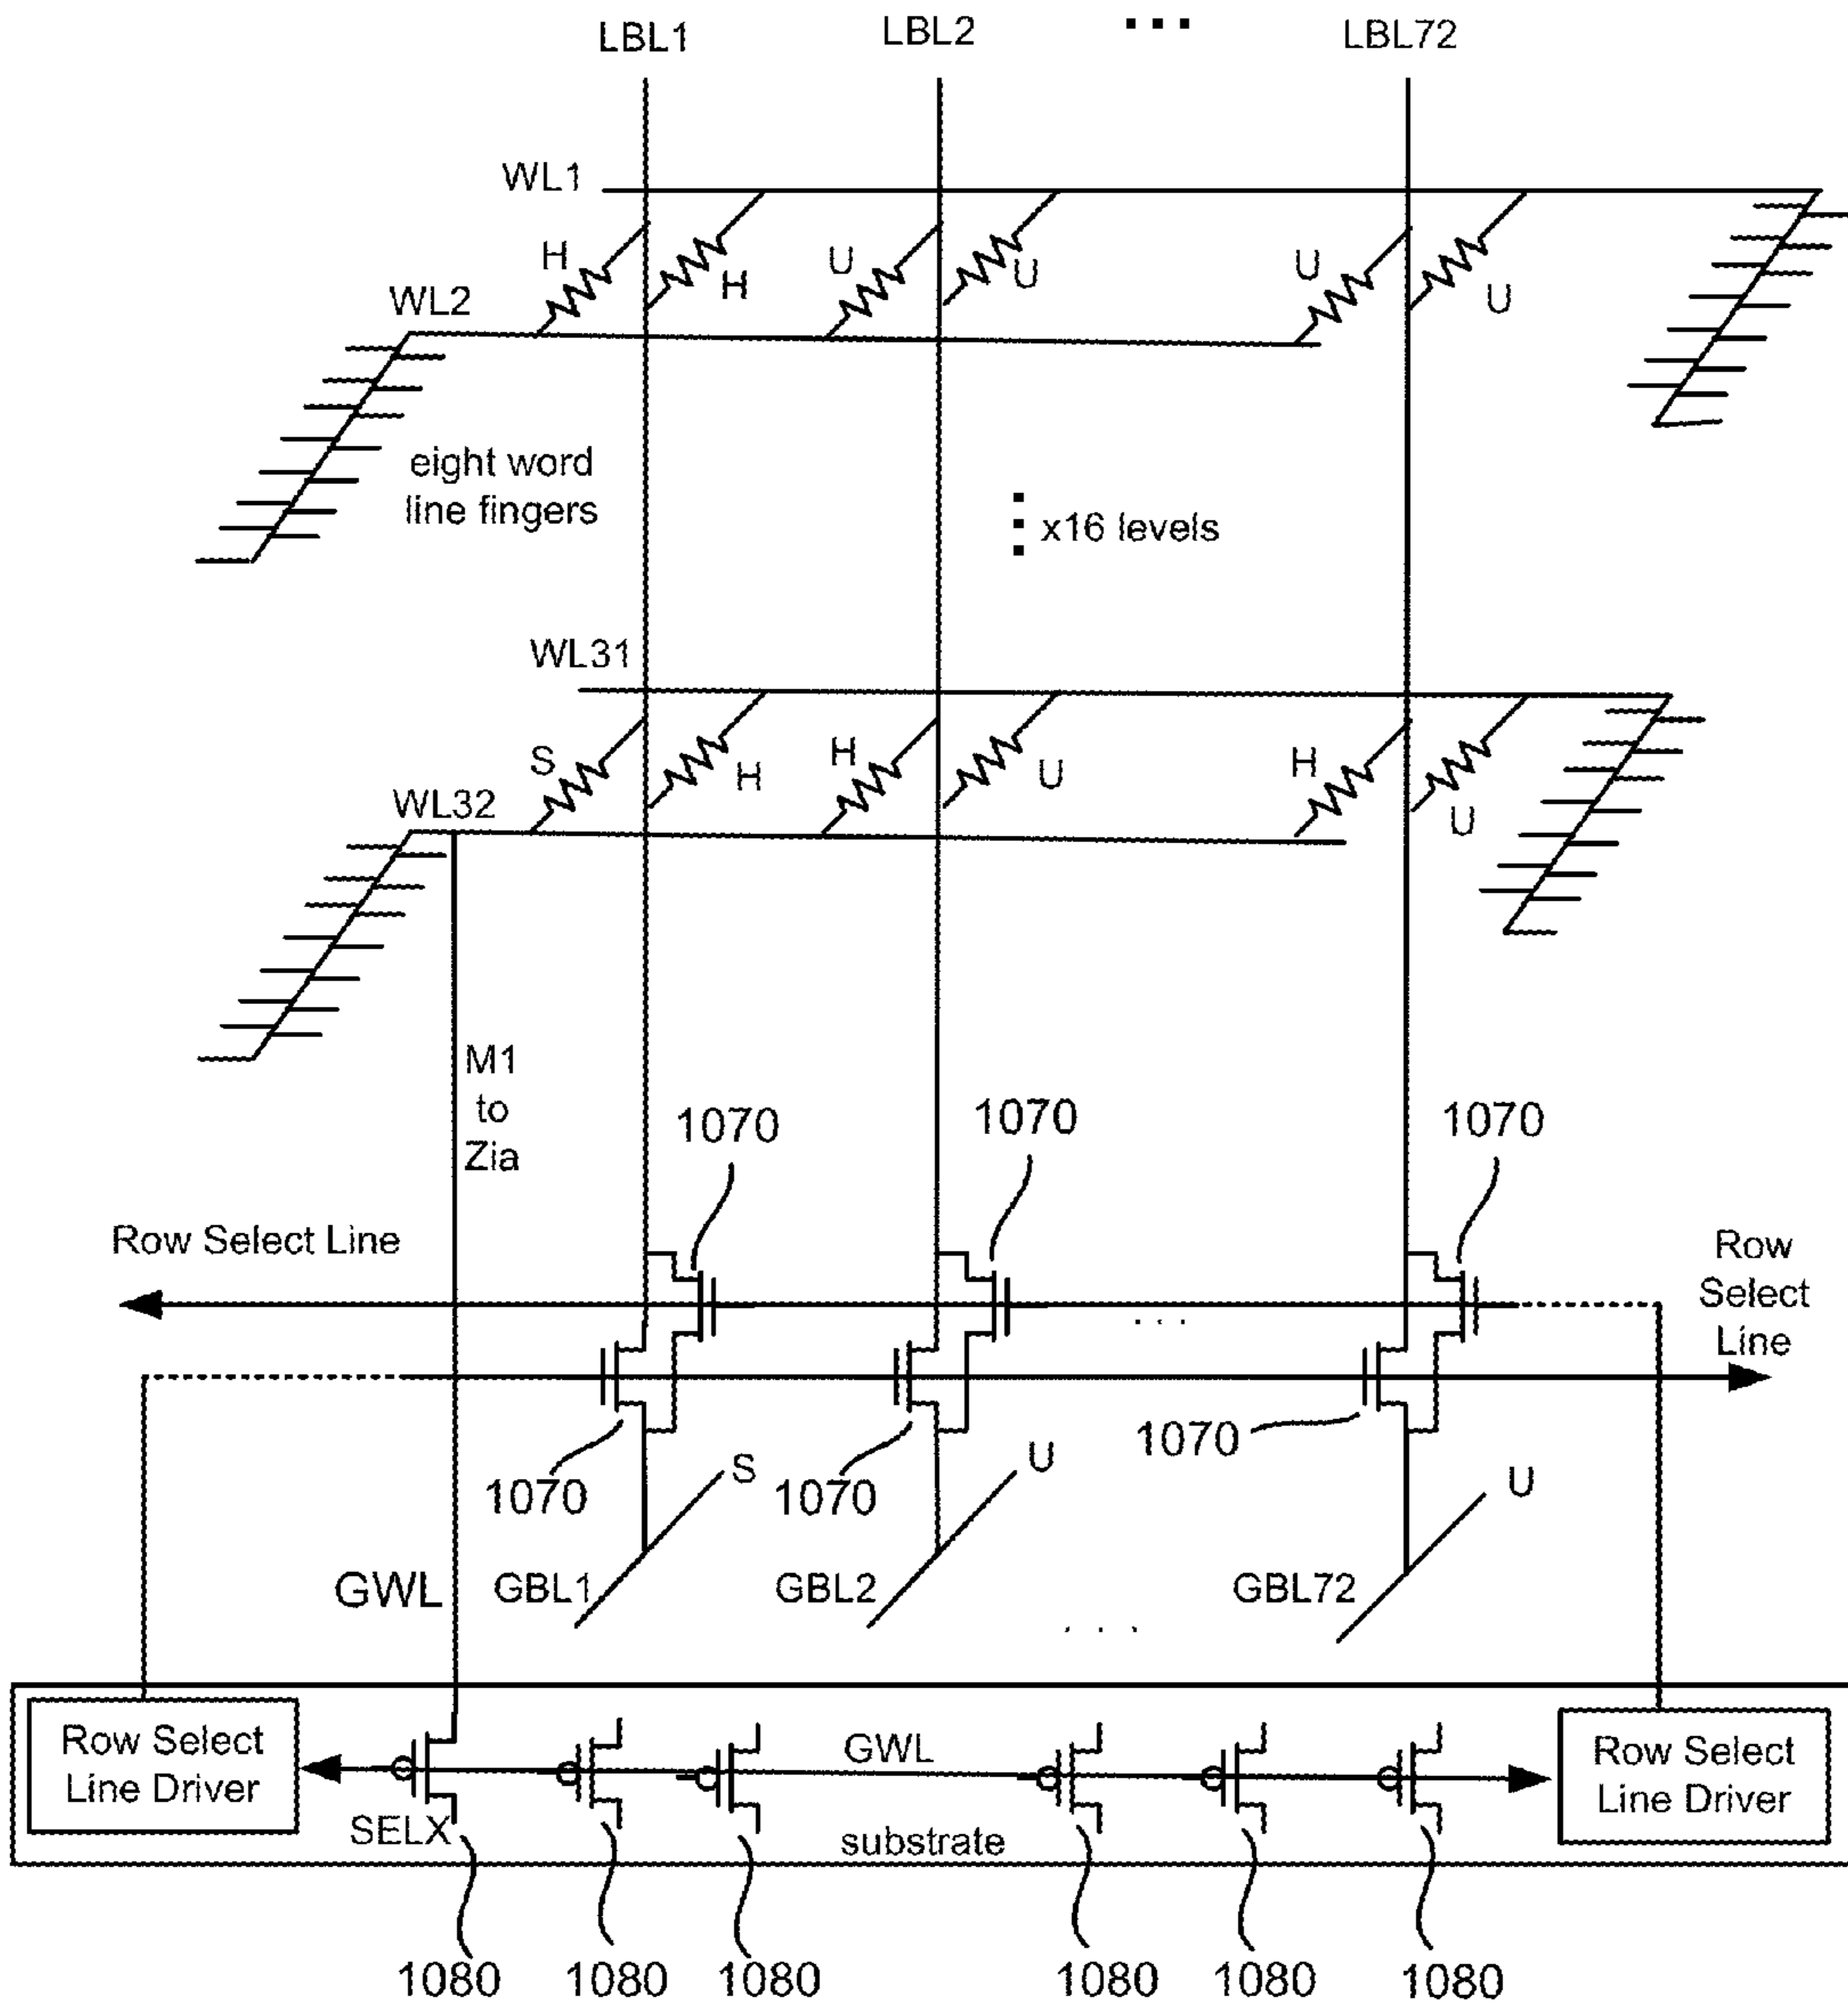 LBL1
LBL2
...
LBL72
WL1
H
H
U
U
U
U
WL2
eight word
line fingers
x16 levels
WL31
S
H
H
U
H
U
WL32
M1
to
Zia
1070
1070
1070
Row Select Line
Row
Select
Line
...
1070
1070
1070
S
U
U
GWL
GBL1
GBL2
GBL72
...
Row Select
Line Driver
GWL
Row Select
Line Driver
SELX
substrate
1080
1080
1080
1080
1080
1080